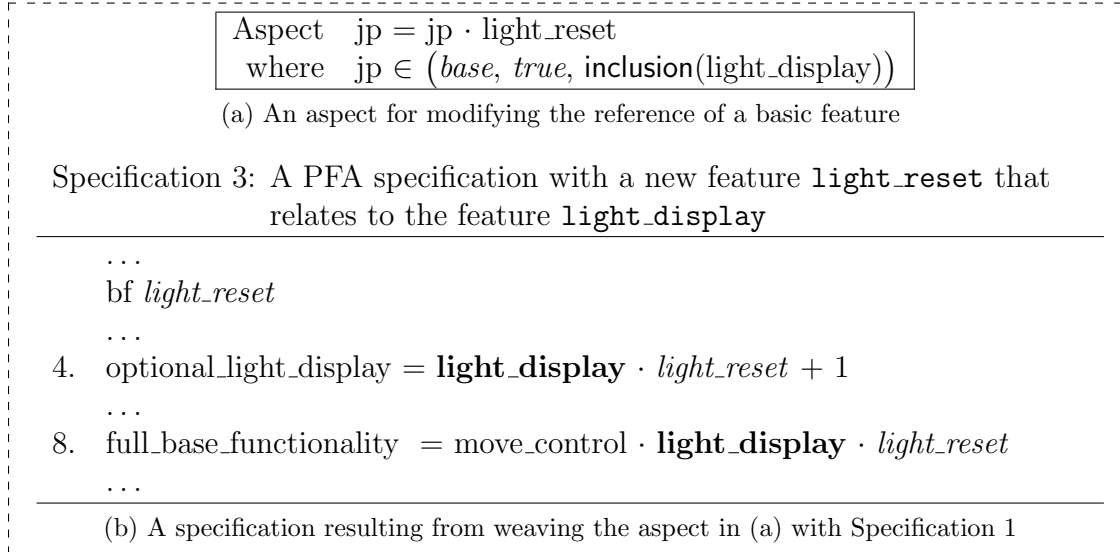 Aspect jp = jp · light_reset
where jp ∈ (base, true, inclusion(light_display))
(a) An aspect for modifying the reference of a basic feature
Specification 3: A PFA specification with a new feature light_reset that
relates to the feature light_display
...
bf light_reset
...
4. optional_light_display = light_display · light_reset + 1
...
8. full_base_functionality = move_control · light_display · light_reset
...
(b) A specification resulting from weaving the aspect in (a) with Specification 1